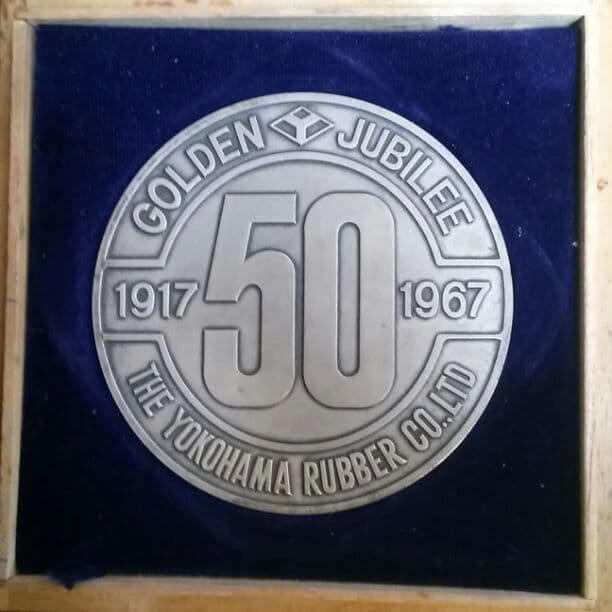 GOLDEN JUBILEE
1917 50 1967
THE YOKOHAMA RUBBER CO.,LTD